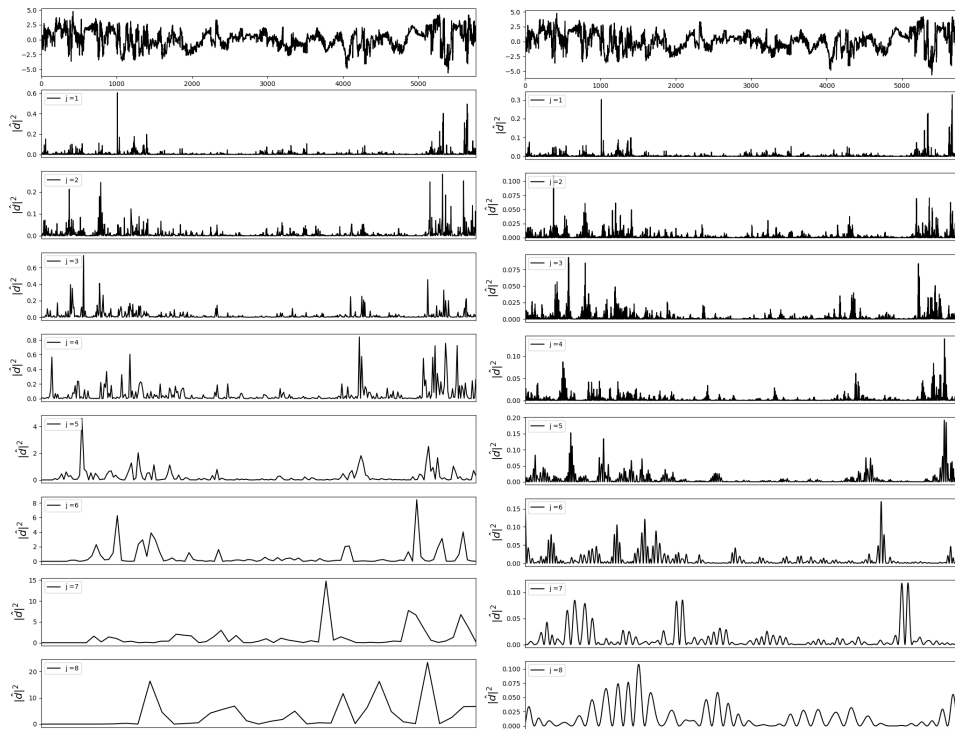 5.0
2.5
0.0
−2.5
−5.0
0 1000 2000 3000 4000 5000
|d̂|²
0.6
0.4
0.2
0.0
j =1
|d̂|²
0.2
0.1
0.0
j =2
|d̂|²
0.6
0.4
0.2
0.0
j =3
|d̂|²
0.8
0.6
0.4
0.2
0.0
j =4
|d̂|²
4
2
0
j =5
|d̂|²
8
6
4
2
0
j =6
|d̂|²
15
10
5
0
j =7
|d̂|²
20
10
0
j =8
5.0
2.5
0.0
−2.5
−5.0
0 1000 2000 3000 4000 5000
|d̂|²
0.3
0.2
0.1
0.0
j =1
|d̂|²
0.100
0.075
0.050
0.025
0.000
j =2
|d̂|²
0.075
0.050
0.025
0.000
j =3
|d̂|²
0.15
0.10
0.05
0.00
j =4
|d̂|²
0.20
0.15
0.10
0.05
0.00
j =5
|d̂|²
0.15
0.10
0.05
0.00
j =6
|d̂|²
0.10
0.05
0.00
j =7
|d̂|²
0.100
0.075
0.050
0.025
0.000
j =8